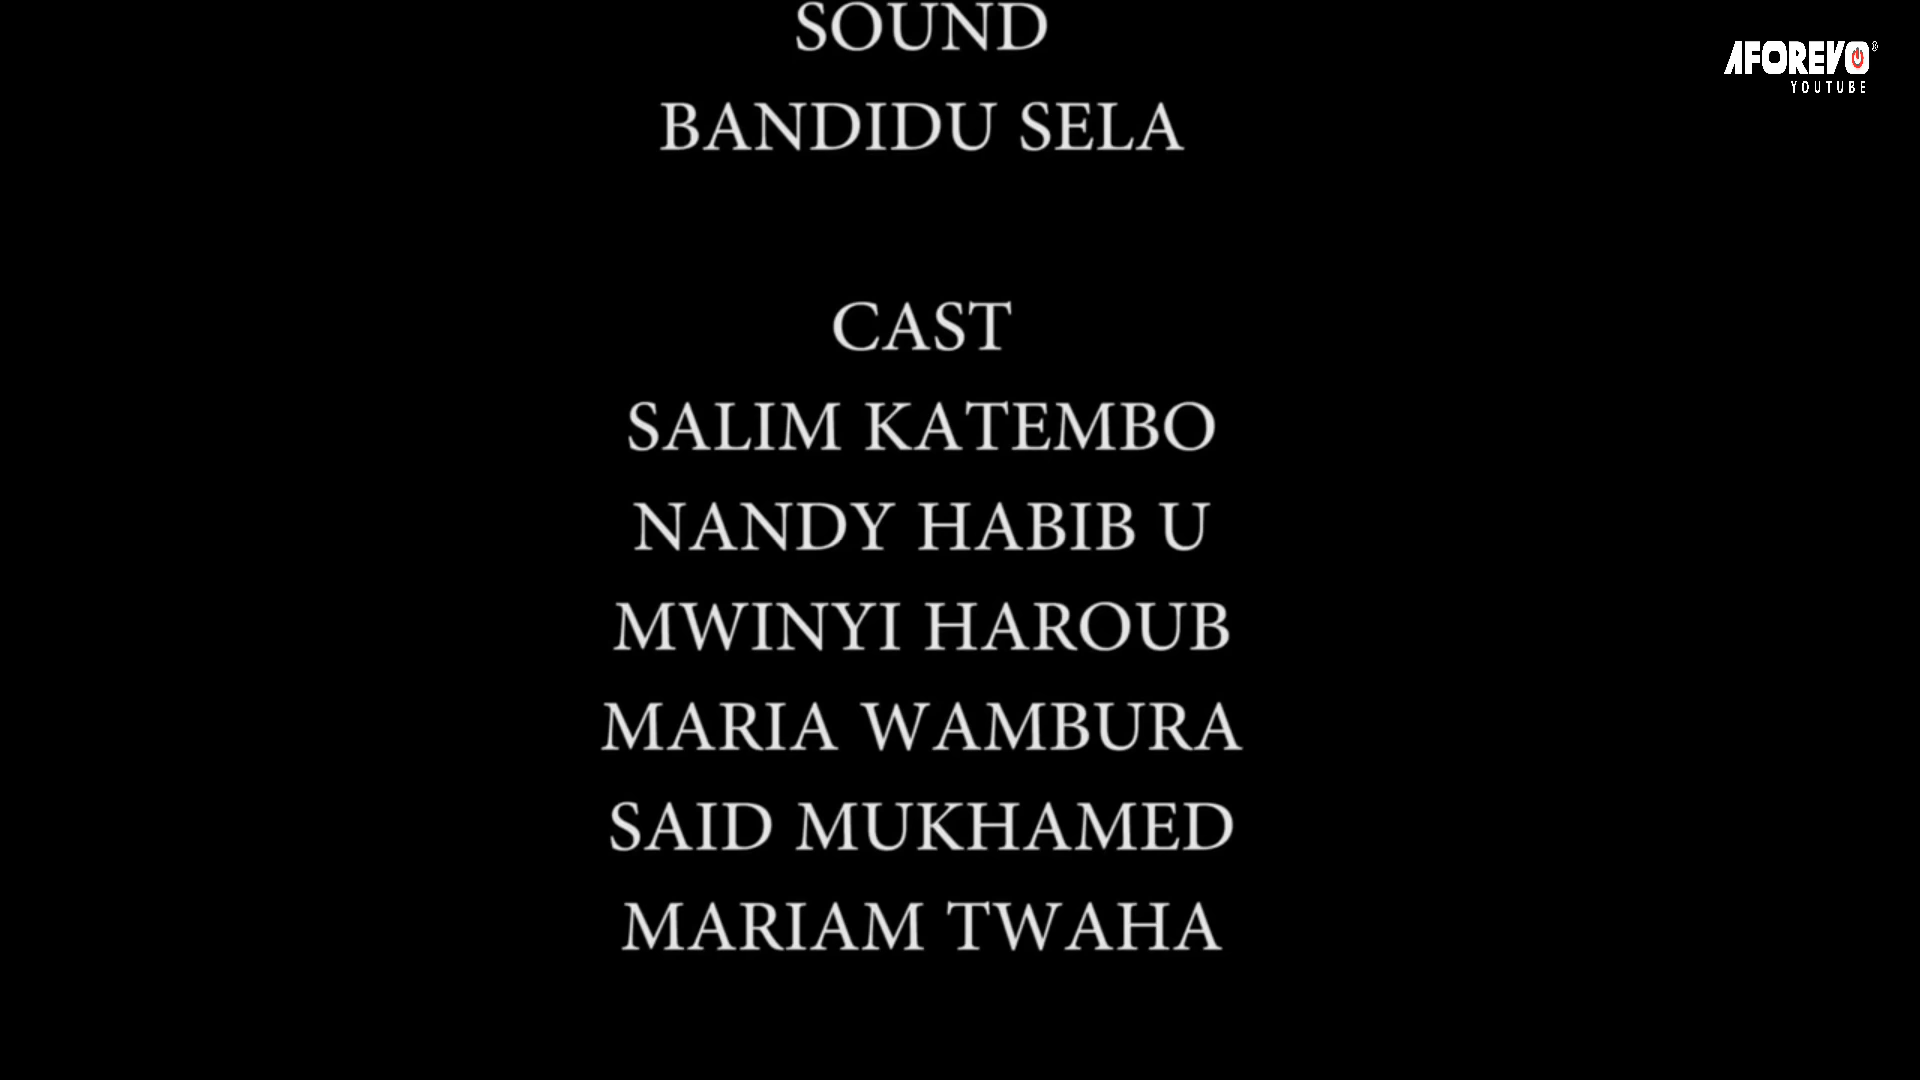 SOUND
BANDIDU SELA
CAST
SALIM KATEMBO
NANDY HABIB U
MWINYI HAROUB
MARIA WAMBURA
SAID MUKHAMED
MARIAM TWAHA
AFOREVO®
YOUTUBE